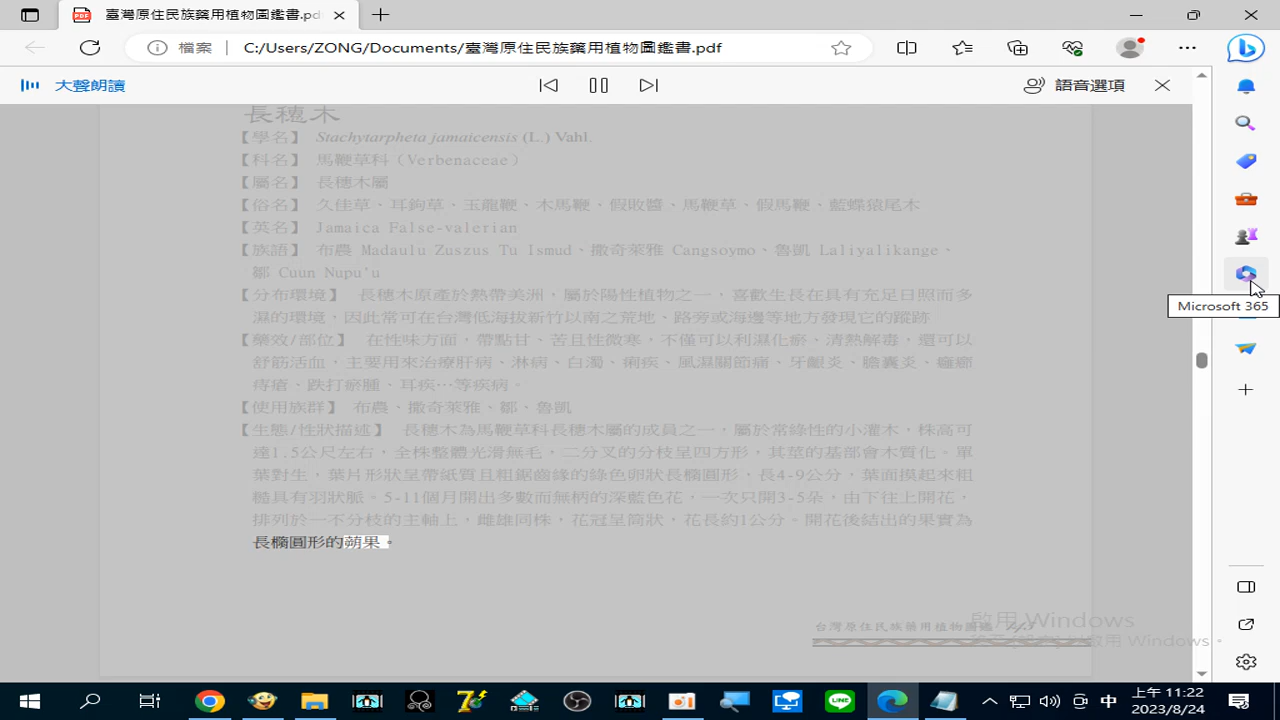 臺灣原住民族藥用植物圖鑑書.pdf
檔案
C:/Users/ZONG/Documents/臺灣原住民族藥用植物圖鑑書.pdf
大聲朗讀
語音選項
長穗木
【學名】 Stachytarpheta jamaicensis (L.) Vahl.
【科名】 馬鞭草科（Verbenaceae）
【屬名】 長穗木屬
【俗名】 久佳草、耳鉤草、玉龍鞭、木馬鞭、假敗醬、馬鞭草、假馬鞭、藍蝶猿尾木
【英名】 Jamaica False-valerian
【族語】 布農 Madaulu Zuszus Tu Ismud、撒奇萊雅 Cangsoymo、魯凱 Laliyalikange、
鄒 Cuun Nupu'u
【分布環境】 長穗木原產於熱帶美洲，屬於陽性植物之一，喜歡生長在具有充足日照而多
濕的環境，因此常可在台灣低海拔新竹以南之荒地、路旁或海邊等地方發現它的蹤跡
【藥效/部位】 在性味方面，帶點甘、苦且性微寒，不僅可以利濕化瘀、清熱解毒，還可以
舒筋活血，主要用來治療肝病、淋病、白濁、痢疾、風濕關節痛、牙齦炎、膽囊炎、癰癤
痔瘡、跌打瘀腫、耳疾…等疾病。
【使用族群】 布農、撒奇萊雅、鄒、魯凱
【生態/性狀描述】 長穗木為馬鞭草科長穗木屬的成員之一，屬於常綠性的小灌木，株高可
達1.5公尺左右，全株整體光滑無毛，二分叉的分枝呈四方形，其莖的基部會木質化。單
葉對生，葉片形狀呈帶紙質且粗鋸齒緣的綠色卵狀長橢圓形，長4-9公分，葉面摸起來粗
糙具有羽狀脈。5-11個月開出多數而無柄的深藍色花，一次只開3-5朵，由下往上開花，
排列於一不分枝的主軸上，雌雄同株，花冠呈筒狀，花長約1公分。開花後結出的果實為
長橢圓形的蒴果。
台灣原住民族藥用植物圖鑑
啟用 Windows
Microsoft 365
中
上午 11:22
2023/8/24